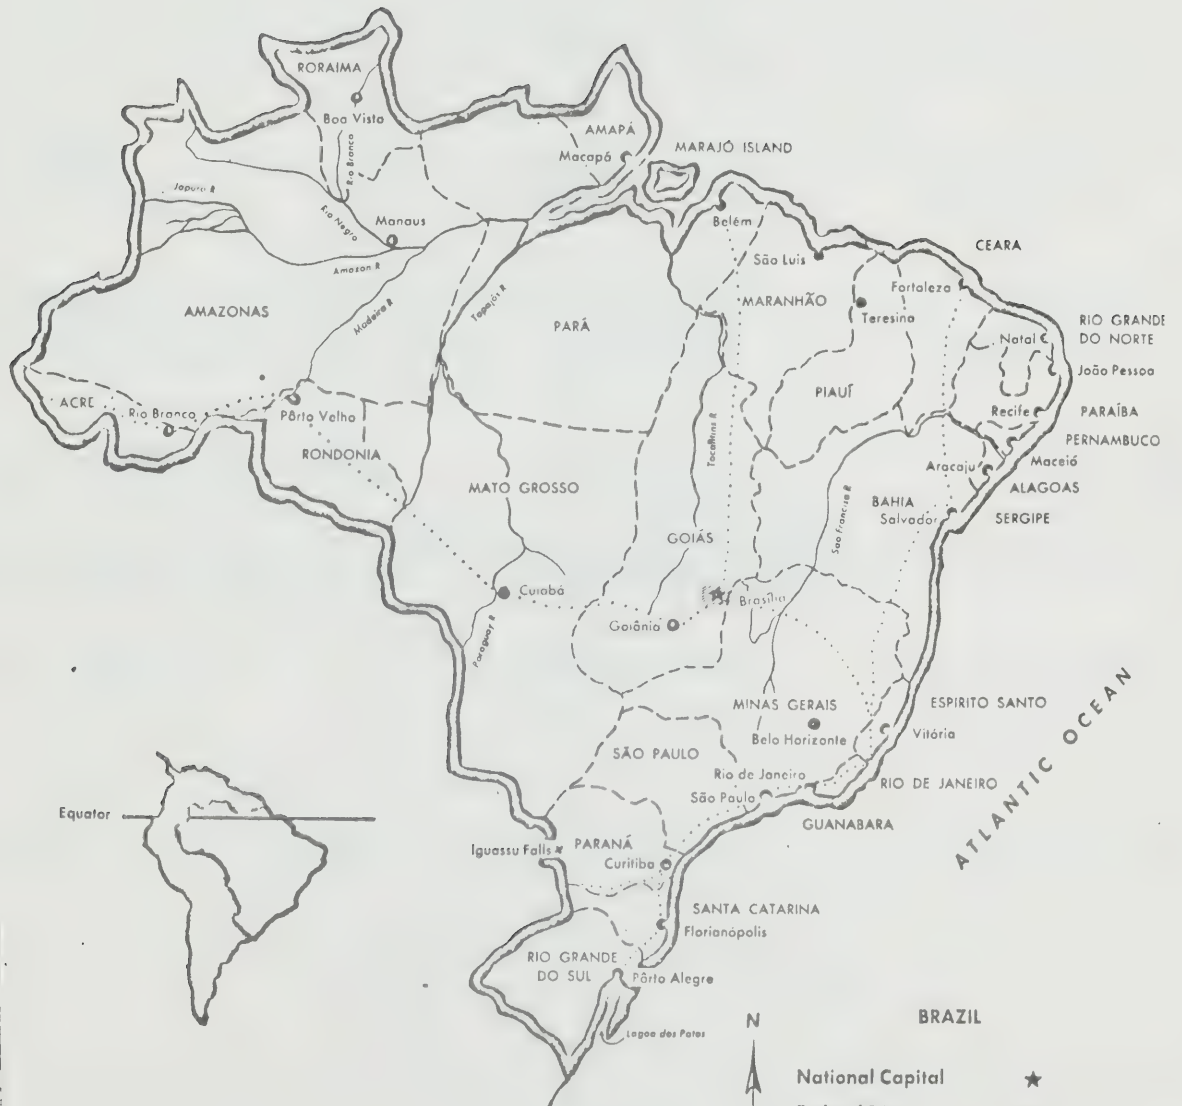 RORAIMA
Boa Vista
AMAPÁ
Macapá
MARAJÓ ISLAND
Rio Branco
Japurá R
Rio Negro
Manaus
Belém
CEARA
Amazon R
São Luis
Fortaleza
AMAZONAS
Madeira R
Tapajós R
PARÁ
MARANHÃO
Teresina
RIO GRANDE
DO NORTE
Natal
João Pessoa
PIAUÍ
ACRE
Rio Branco
Pôrto Velho
Recife
PARAÍBA
PERNAMBUCO
RONDONIA
Tocantins R
Aracaju
Maceió
MATO GROSSO
ALAGOAS
BAHIA
Salvador
SERGIPE
Sao Francisco R
GOIÁS
Cuiabá
Brasília
Goiânia
Paraguay R
MINAS GERAIS
ESPIRITO SANTO
Belo Horizonte
Vitória
ATLANTIC OCEAN
SÃO PAULO
Rio de Janeiro
São Paulo
RIO DE JANEIRO
GUANABARA
Equator
Iguassu Falls
PARANÁ
Curitiba
SANTA CATARINA
Florianópolis
RIO GRANDE
DO SUL
Pôrto Alegre
Lagoa dos Patos
N
BRAZIL
National Capital